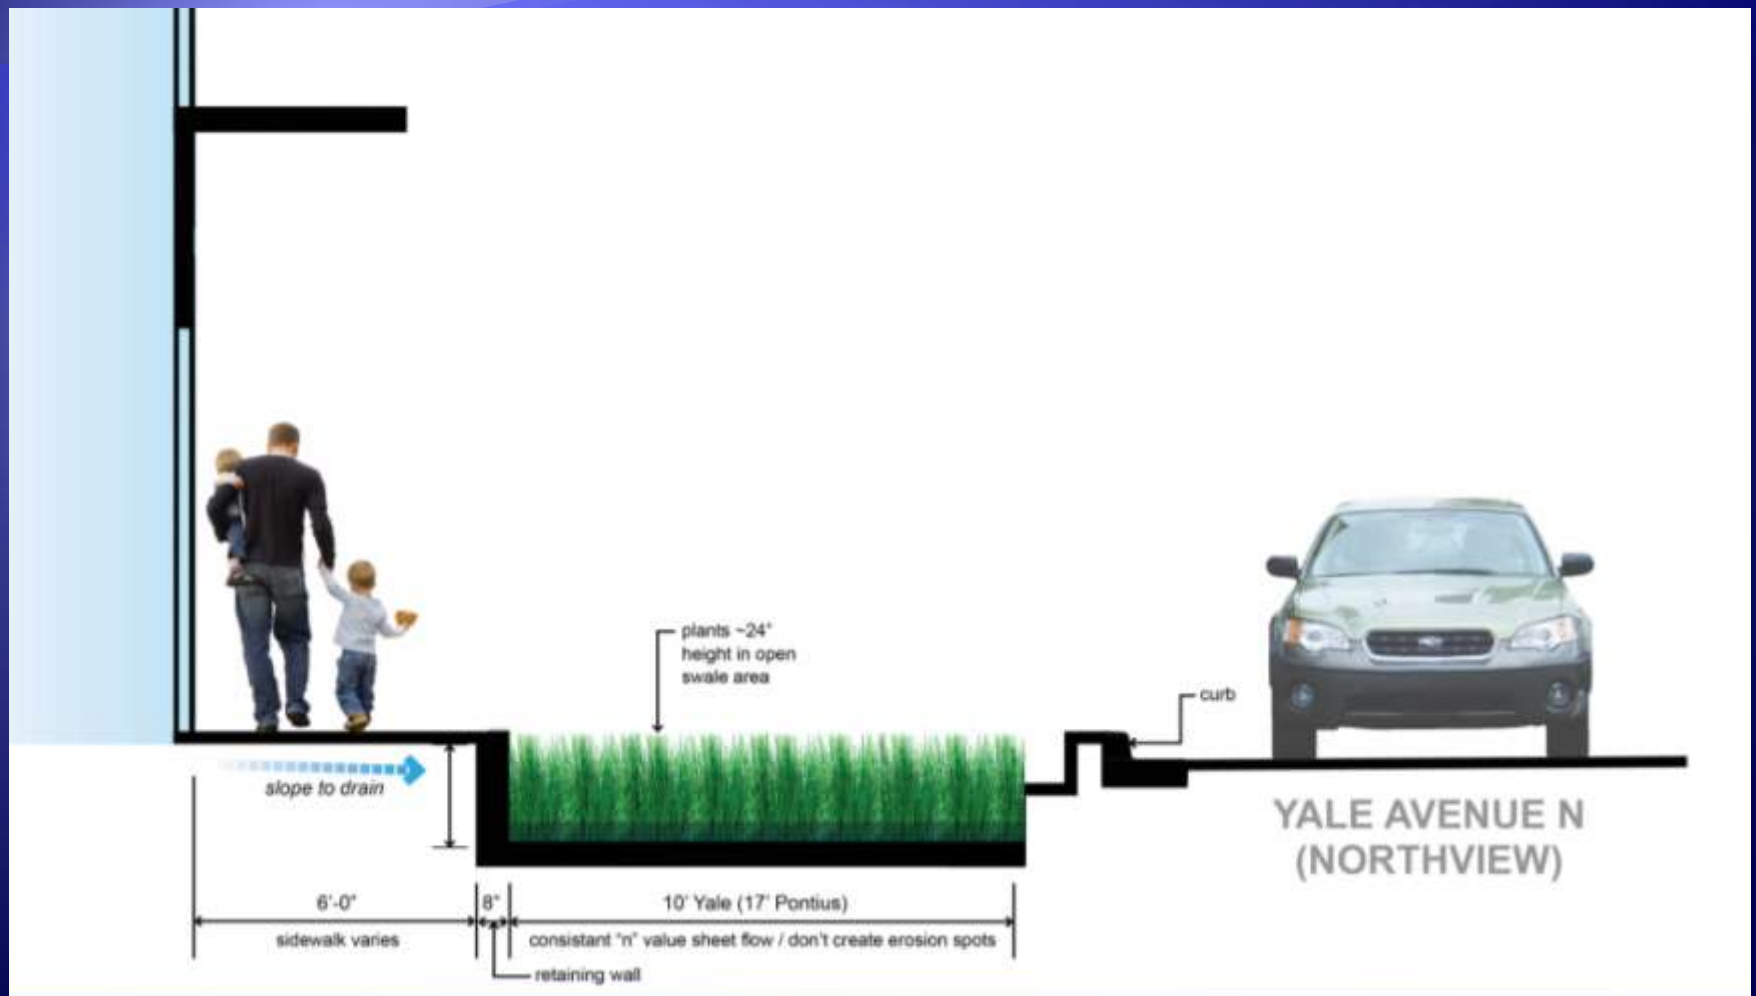 plants ~24"
height in open
swale area
curb
slope to drain
YALE AVENUE N
(NORTHVIEW)
6'-0"
8"
10' Yale (17' Pontius)
sidewalk varies
consistant "n" value sheet flow / don't create erosion spots
retaining wall